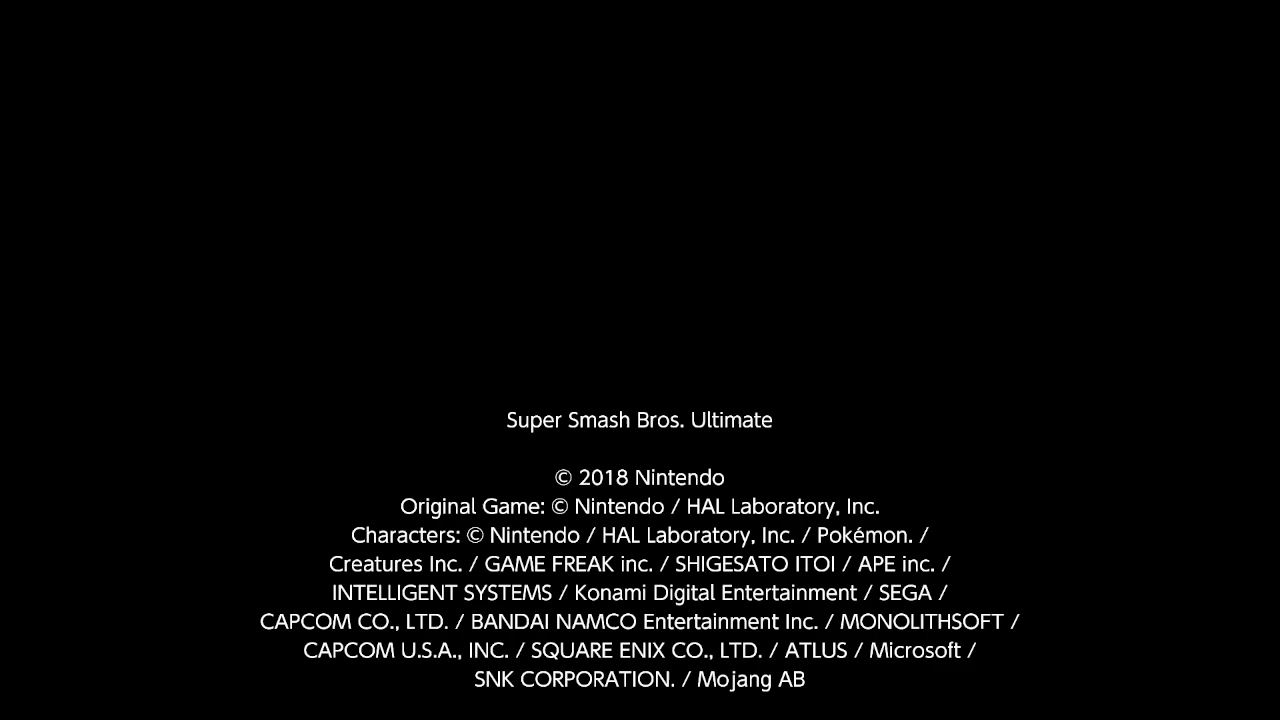 Super Smash Bros. Ultimate
© 2018 Nintendo
Original Game: © Nintendo / HAL Laboratory, Inc.
Characters: © Nintendo / HAL Laboratory, Inc. / Pokémon. /
Creatures Inc. / GAME FREAK inc. / SHIGESATO ITOI / APE inc. /
INTELLIGENT SYSTEMS / Konami Digital Entertainment / SEGA /
CAPCOM CO., LTD. / BANDAI NAMCO Entertainment Inc. / MONOLITHSOFT /
CAPCOM U.S.A., INC. / SQUARE ENIX CO., LTD. / ATLUS / Microsoft /
SNK CORPORATION. / Mojang AB